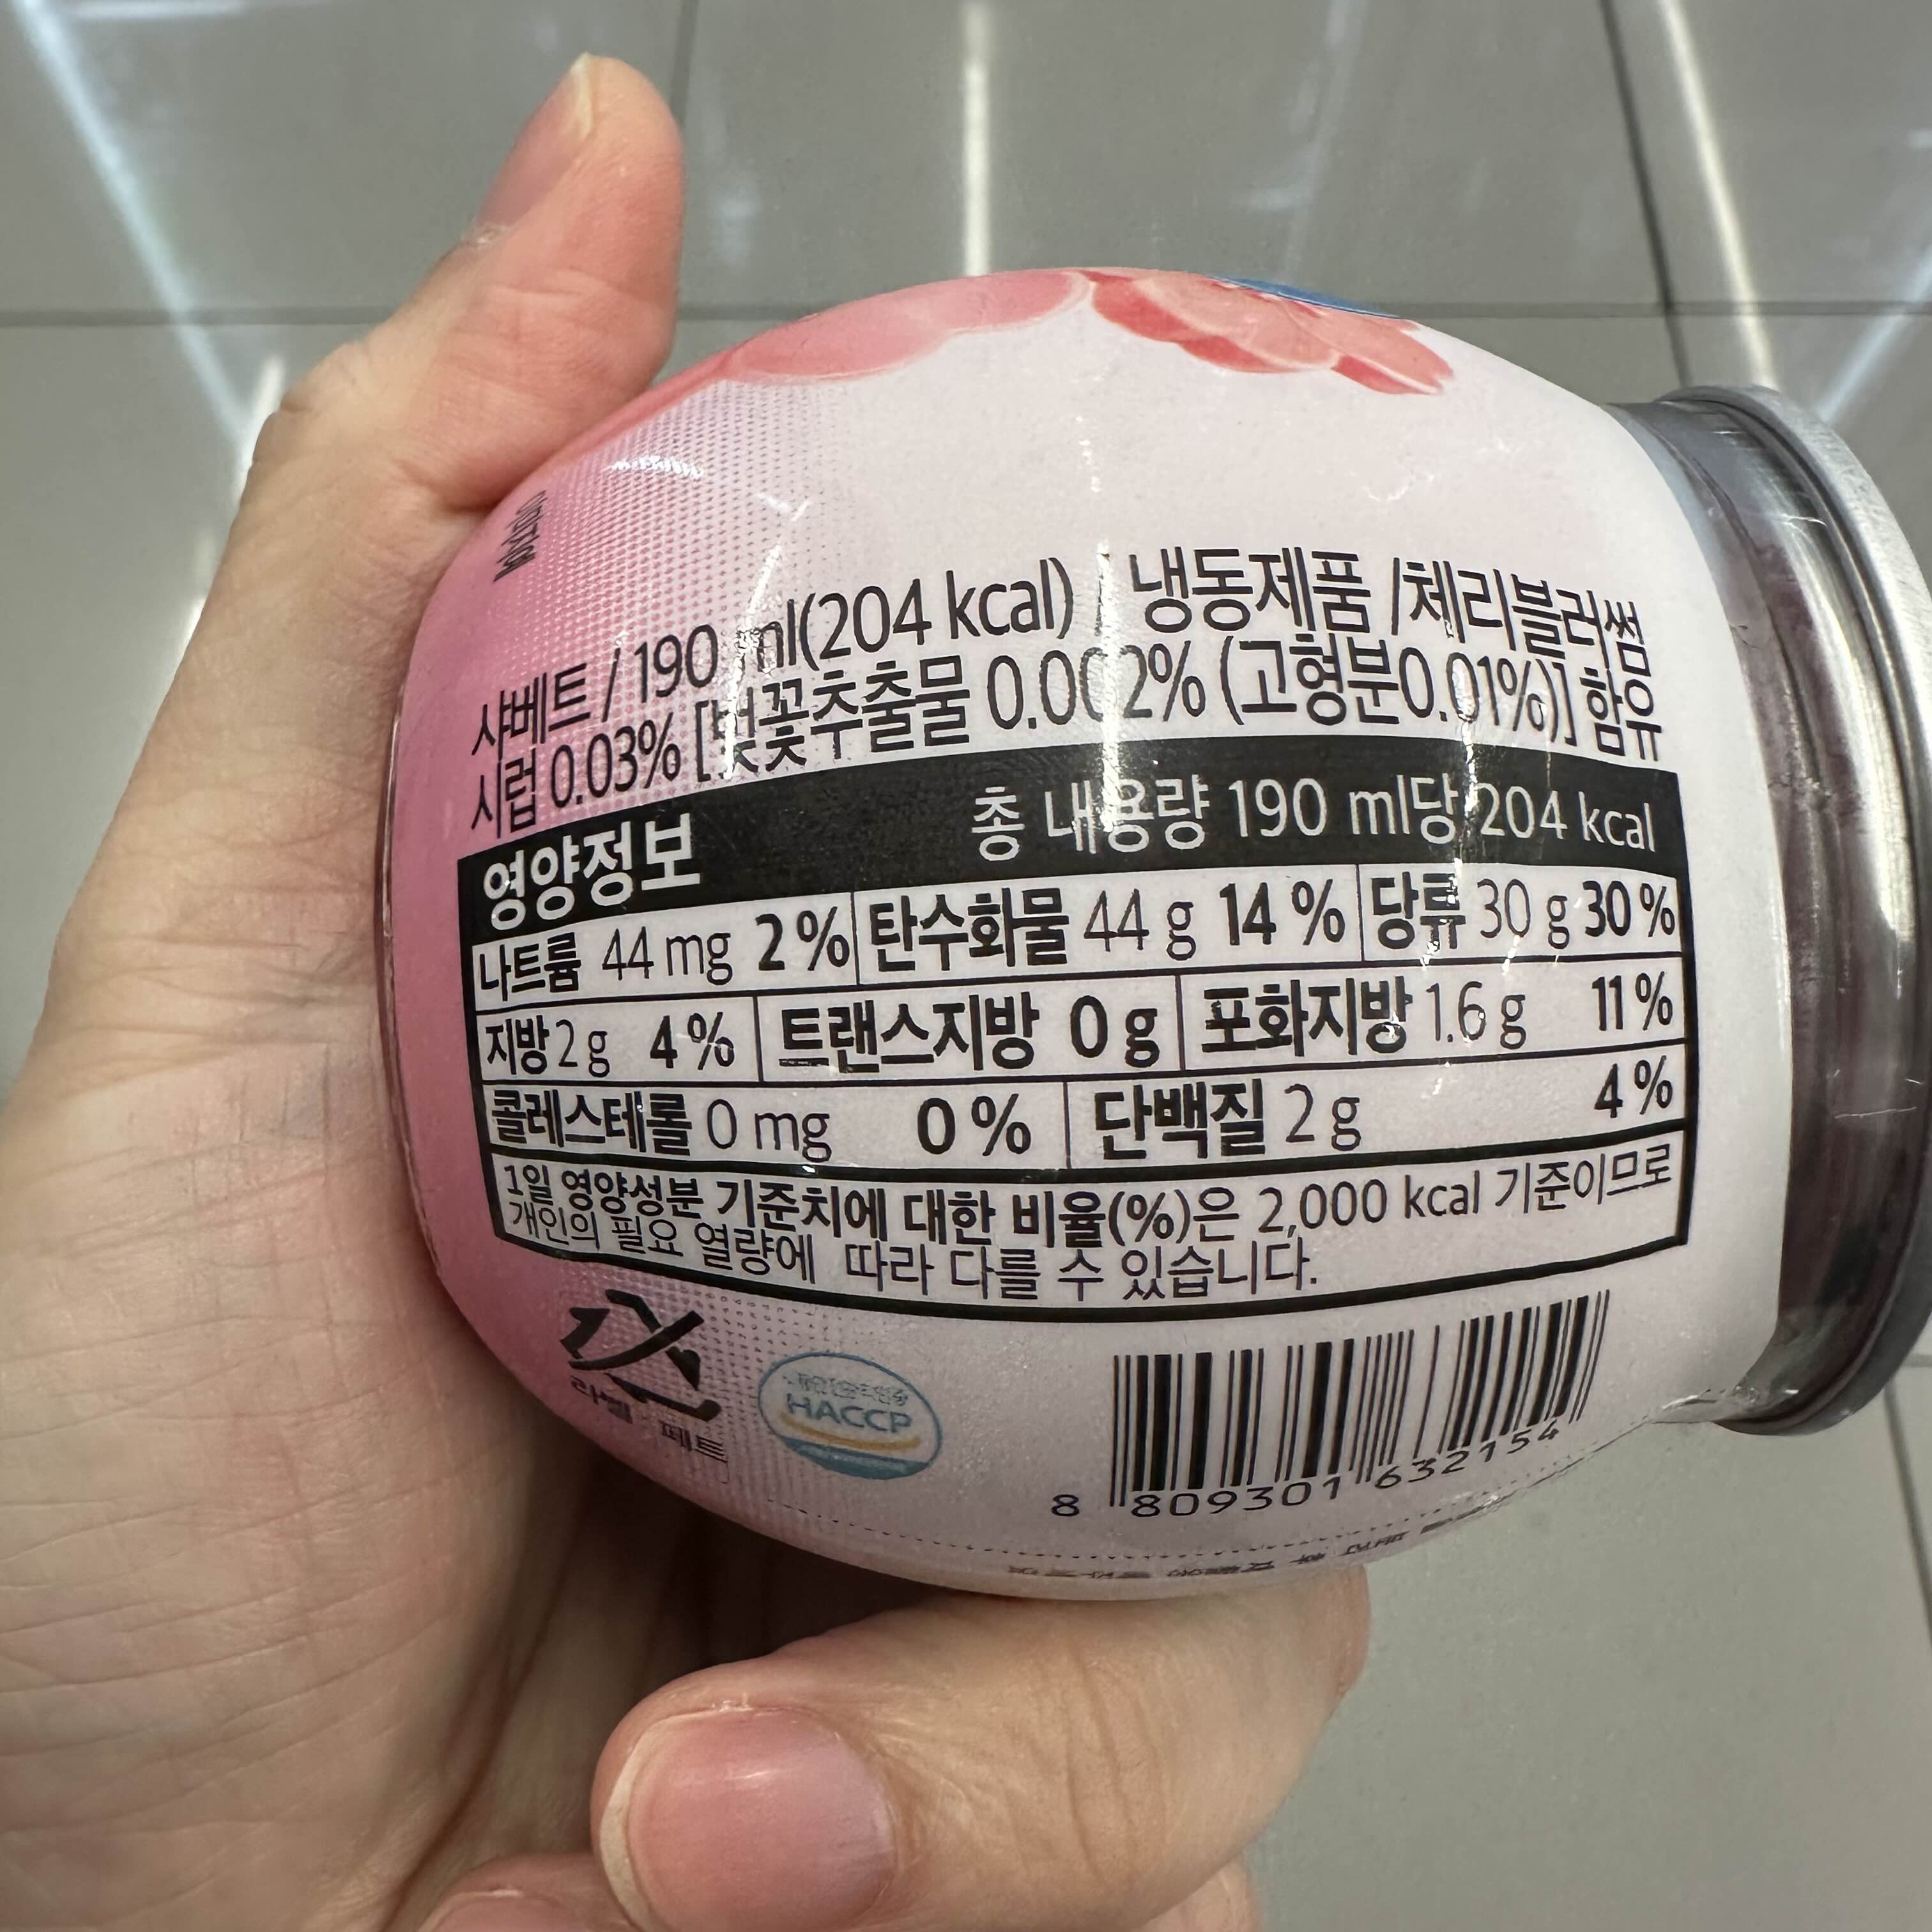 샤베트 / 190 ml(204 kcal) / 냉동제품 /체리블러썸
시럽 0.03% [벚꽃추출물 0.002% (고형분0.01%)] 함유
영양정보 총 내용량 190 ml당 204 kcal
나트륨 44 mg 2% 탄수화물 44 g 14 % 당류 30 g 30 %
지방 2 g 4% 트랜스지방 0 g 포화지방 1.6 g 11 %
콜레스테롤 0 mg 0 % 단백질 2 g 4 %
1일 영양성분 기준치에 대한 비율(%)은 2,000 kcal 기준이므로
개인의 필요 열량에 따라 다를 수 있습니다.
라벨 페트
HACCP
8 809301 632154